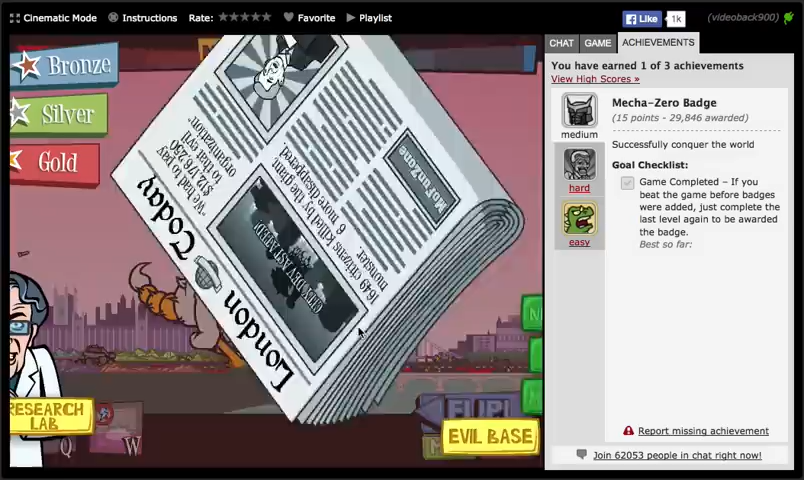 Cinematic Mode
Instructions
Rate:
Favorite
Playlist
Like
1k
(videoback900)
CHAT
GAME
ACHIEVEMENTS
You have earned 1 of 3 achievements
View High Scores »
Bronze
Silver
Gold
London Today
CITY DEVASTATED!
1649 citizens killed by the giant
monster.
6 more disappeared.
"We had to pay
$12,176,250
to that evil
organization"
MoFunZone
RESEARCH
LAB
Q
W
FLIP!
EVIL BASE
medium
hard
easy
Mecha-Zero Badge
(15 points - 29,846 awarded)
Successfully conquer the world
Goal Checklist:
Game Completed – If you
beat the game before badges
were added, just complete the
last level again to be awarded
the badge.
Best so far:
Report missing achievement
Join 62053 people in chat right now!